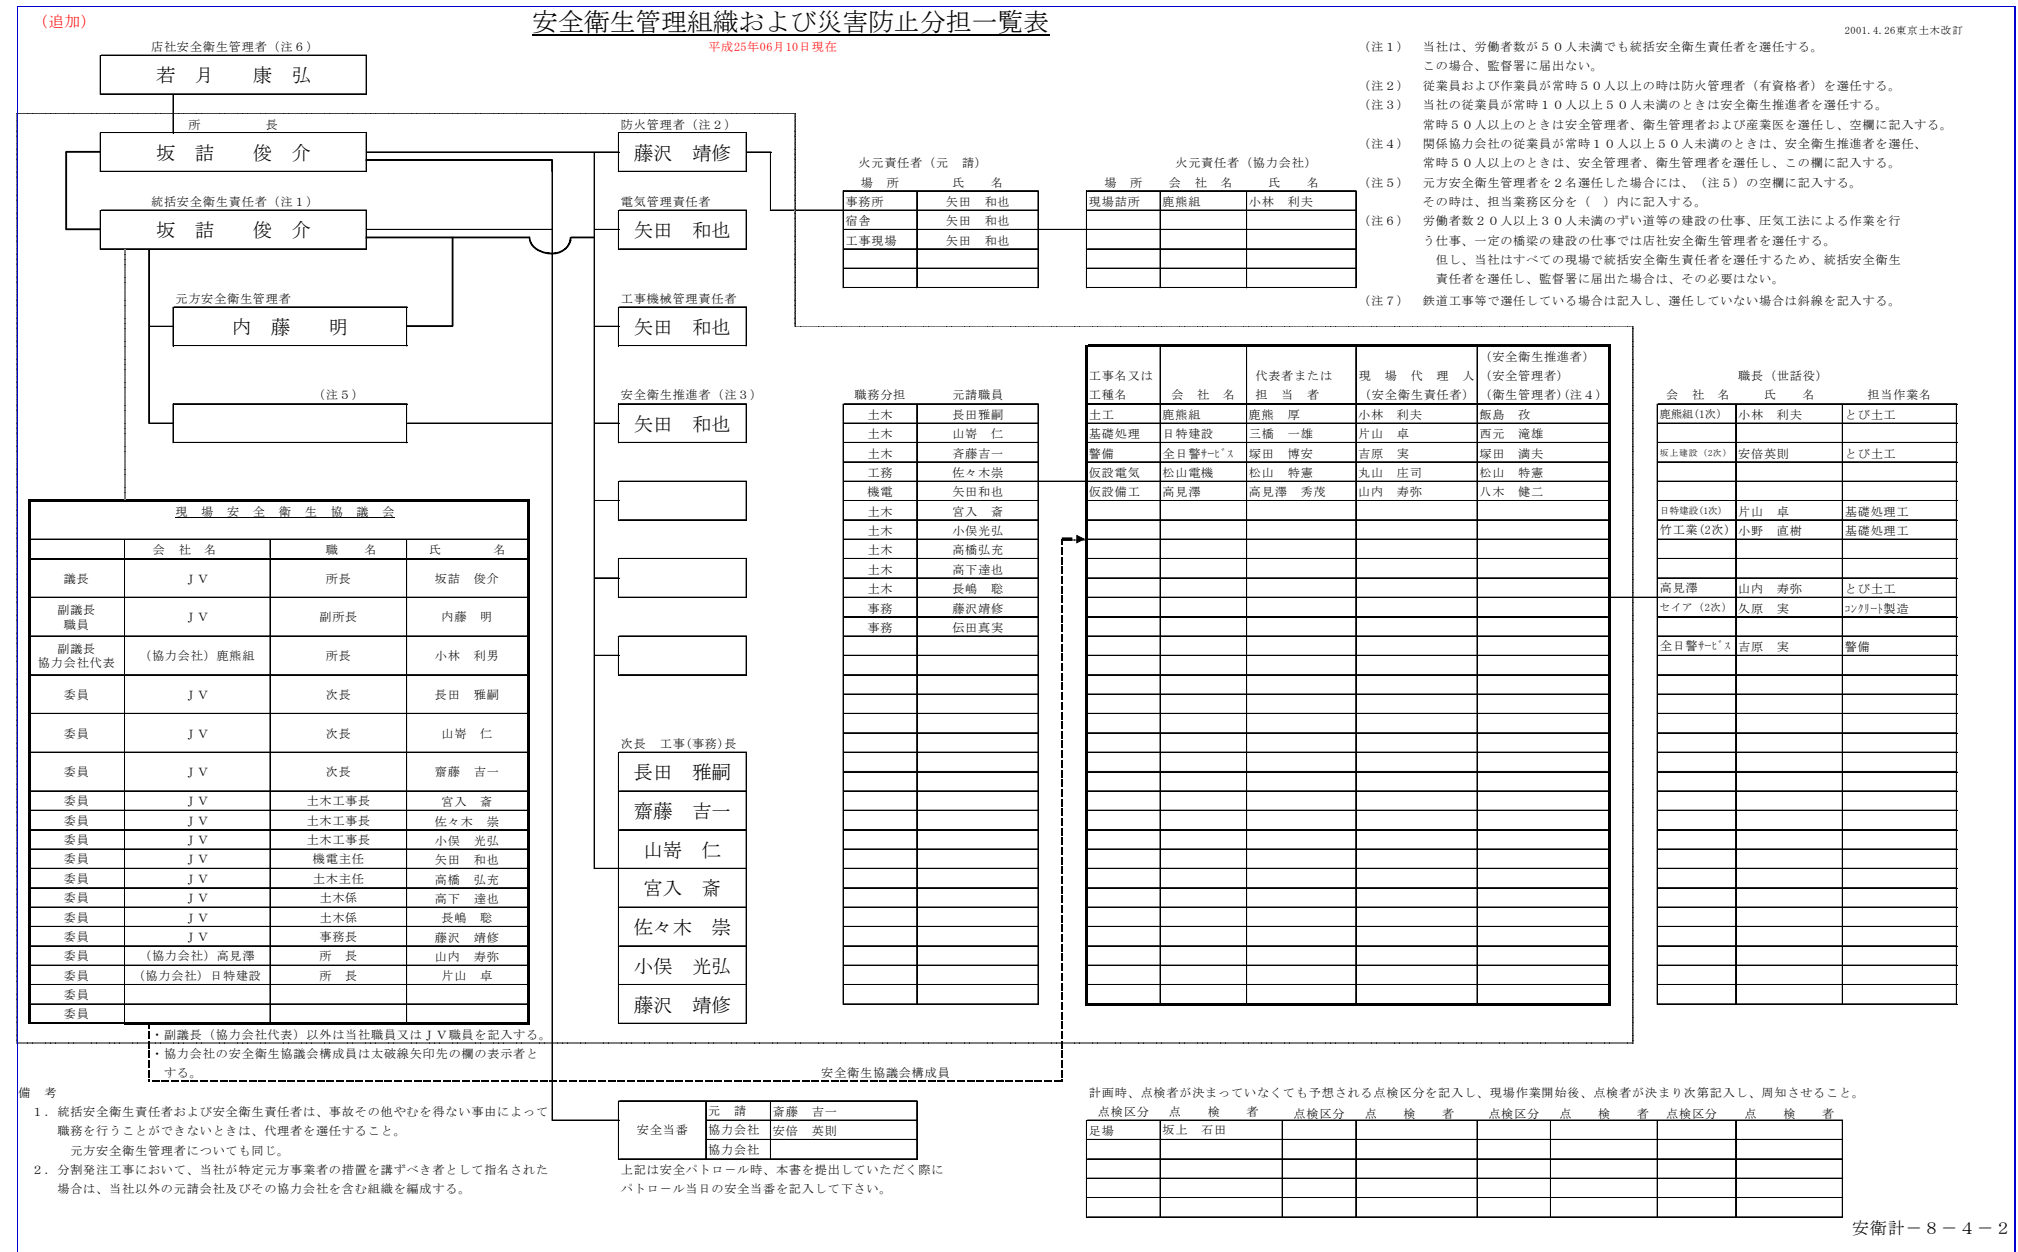 （追加）
安全衛生管理組織および災害防止分担一覧表
平成25年06月10日現在
2001.4.26東京土木改訂
店社安全衛生管理者（注６）
若　月　　康　弘
所　　　　　長
坂　詰　　俊　介
統括安全衛生責任者（注１）
坂　詰　　俊　介
元方安全衛生管理者
内　藤　　明
（注５）
防火管理者（注２）
藤沢　靖修
電気管理責任者
矢田　和也
工事機械管理責任者
矢田　和也
安全衛生推進者（注３）
矢田　和也
次長　工事(事務)長
長田　雅嗣
齋藤　吉一
山嵜　仁
宮入　斎
佐々木　崇
小俣　光弘
藤沢　靖修
火元責任者（元　請）
場　所　　　　氏　　名
事務所　矢田　和也
宿舎　矢田　和也
工事現場　矢田　和也
火元責任者（協力会社）
場　所　会　社　名　氏　　名
現場詰所　鹿熊組　小林　利夫
（注１）　当社は、労働者数が５０人未満でも統括安全衛生責任者を選任する。
この場合、監督署に届出ない。
（注２）　従業員および作業員が常時５０人以上の時は防火管理者（有資格者）を選任する。
（注３）　当社の従業員が常時１０人以上５０人未満のときは安全衛生推進者を選任する。
常時５０人以上のときは安全管理者、衛生管理者および産業医を選任し、空欄に記入する。
（注４）　関係協力会社の従業員が常時１０人以上５０人未満のときは、安全衛生推進者を選任、
常時５０人以上のときは、安全管理者、衛生管理者を選任し、この欄に記入する。
（注５）　元方安全衛生管理者を２名選任した場合には、（注５）の空欄に記入する。
その時は、担当業務区分を（　）内に記入する。
（注６）　労働者数２０人以上３０人未満のずい道等の建設の仕事、圧気工法による作業を行
う仕事、一定の橋梁の建設の仕事では店社安全衛生管理者を選任する。
但し、当社はすべての現場で統括安全衛生責任者を選任するため、統括安全衛生
責任者を選任し、監督署に届出た場合は、その必要はない。
（注７）　鉄道工事等で選任している場合は記入し、選任していない場合は斜線を記入する。
職務分担　元請職員
土木　長田雅嗣
土木　山嵜　仁
土木　斉藤吉一
工務　佐々木崇
機電　矢田和也
土木　宮入　斎
土木　小俣光弘
土木　高橋弘充
土木　高下達也
土木　長嶋　聡
事務　藤沢靖修
事務　伝田真実
（安全衛生推進者）
工事名又は　代表者または　現　場　代　理　人　（安全管理者）
工種名　会　社　名　担　当　者　（安全衛生責任者）　（衛生管理者）（注４）
土工　鹿熊組　鹿熊　厚　小林　利夫　飯島　孜
基礎処理　日特建設　三橋　一雄　片山　卓　西元　滝雄
警備　全日警ｻｰﾋﾞｽ　塚田　博安　吉原　実　塚田　満夫
仮設電気　松山電機　松山　特憲　丸山　庄司　松山　特憲
仮設備工　高見澤　高見澤　秀茂　山内　寿弥　八木　健二
職長（世話役）
会　社　名　氏　　名　担当作業名
鹿熊組(1次)　小林　利夫　とび土工
坂上建設（2次）　安倍英則　とび土工
日特建設(1次)　片山　卓　基礎処理工
竹工業(2次)　小野　直樹　基礎処理工
高見澤　山内　寿弥　とび土工
セイア（2次）　久原　実　ｺﾝｸﾘｰﾄ製造
全日警ｻｰﾋﾞｽ　吉原　実　警備
現　場　安　全　衛　生　協　議　会
会　社　名　職　　名　氏　　　　名
議長　ＪＶ　所長　坂詰　俊介
副議長
職員　ＪＶ　副所長　内藤　明
副議長
協力会社代表　（協力会社）鹿熊組　所長　小林　利男
委員　ＪＶ　次長　長田　雅嗣
委員　ＪＶ　次長　山嵜　仁
委員　ＪＶ　次長　齋藤　吉一
委員　ＪＶ　土木工事長　宮入　斎
委員　ＪＶ　土木工事長　佐々木　崇
委員　ＪＶ　土木工事長　小俣　光弘
委員　ＪＶ　機電主任　矢田　和也
委員　ＪＶ　土木主任　高橋　弘充
委員　ＪＶ　土木係　高下　達也
委員　ＪＶ　土木係　長嶋　聡
委員　ＪＶ　事務長　藤沢　靖修
委員　（協力会社）高見澤　所　長　山内　寿弥
委員　（協力会社）日特建設　所　長　片山　卓
委員
委員
・副議長（協力会社代表）以外は当社職員又はＪＶ職員を記入する。
・協力会社の安全衛生協議会構成員は太破線矢印先の欄の表示者と
する。
安全衛生協議会構成員
備　考
１．統括安全衛生責任者および安全衛生責任者は、事故その他やむを得ない事由によって
職務を行うことができないときは、代理者を選任すること。
元方安全衛生管理者についても同じ。
２．分割発注工事において、当社が特定元方事業者の措置を講ずべき者として指名された
場合は、当社以外の元請会社及びその協力会社を含む組織を編成する。
安全当番　元　請　斎藤　吉一
協力会社　安倍　英則
協力会社
上記は安全パトロール時、本書を提出していただく際に
パトロール当日の安全当番を記入して下さい。
計画時、点検者が決まっていなくても予想される点検区分を記入し、現場作業開始後、点検者が決まり次第記入し、周知させること。
点検区分　点　検　者　点検区分　点　検　者　点検区分　点　検　者　点検区分　点　検　者
足場　坂上　石田
安衛計－８－４－２